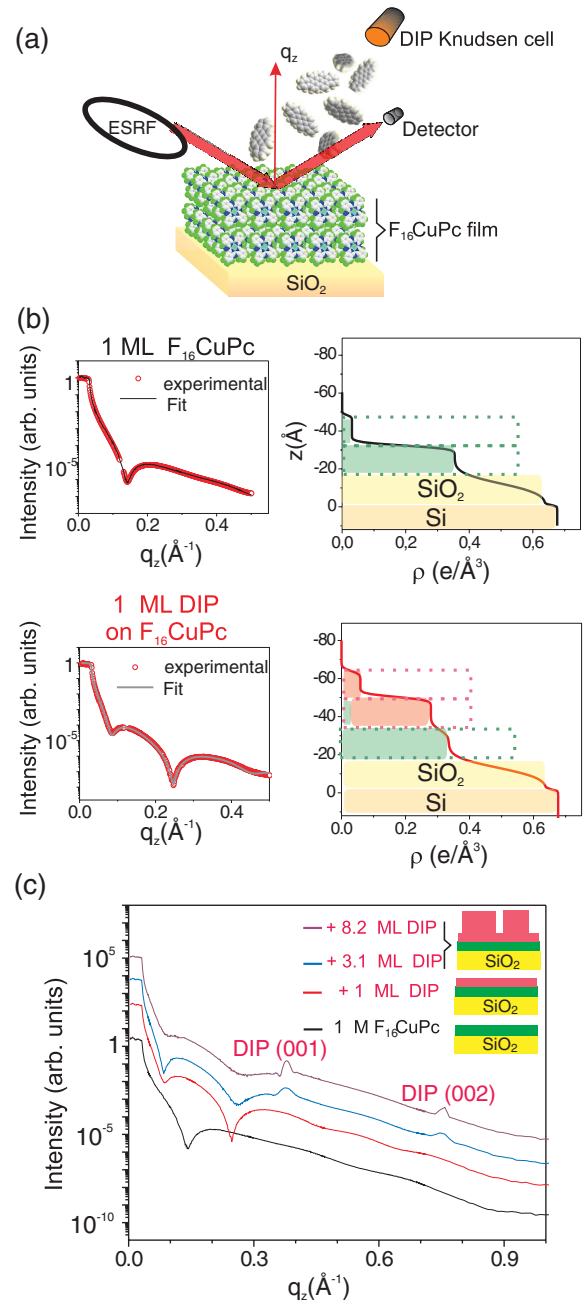 (a)
DIP Knudsen cell
q_z
ESRF
Detector
F₁₆CuPc film
SiO₂
(b)
1 ML F₁₆CuPc
Intensity (arb. units)
1
10⁻⁵
experimental
Fit
0.0 0.2 0.4
q_z(Å⁻¹)
z(Å)
-80
-60
-40
-20
0
SiO₂
Si
0,0 0,2 0,4 0,6
ρ (e/Å³)
1 ML DIP
on F₁₆CuPc
Intensity (arb. units)
1
10⁻⁵
experimental
Fit
0.0 0.2 0.4
q_z(Å⁻¹)
-80
-60
-40
-20
0
SiO₂
Si
0.0 0.2 0.4 0.6
ρ (e/Å³)
(c)
Intensity (arb. units)
10⁵
1
10⁻⁵
10⁻¹⁰
+ 8.2 ML DIP
+ 3.1 ML DIP
+ 1 ML DIP
1 M F₁₆CuPc
SiO₂
SiO₂
SiO₂
DIP (001)
DIP (002)
0.0 0.3 0.6 0.9
q_z(Å⁻¹)